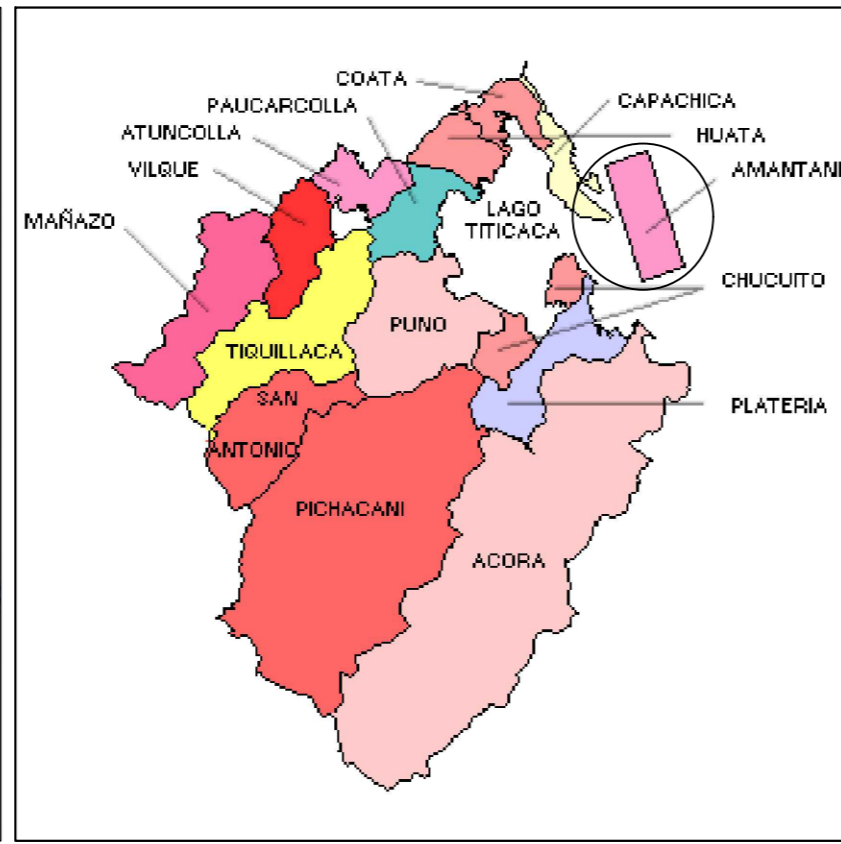 COATA
PAUCARCOLLA
CAPACHICA
ATUNCOLLA
HUATA
VILQUE
AMANTANI
MAÑAZO
LAGO
TITICACA
CHUCUITO
PUNO
TIQUILLACA
SAN
ANTONIO
PLATERIA
PICHACANI
ACORA